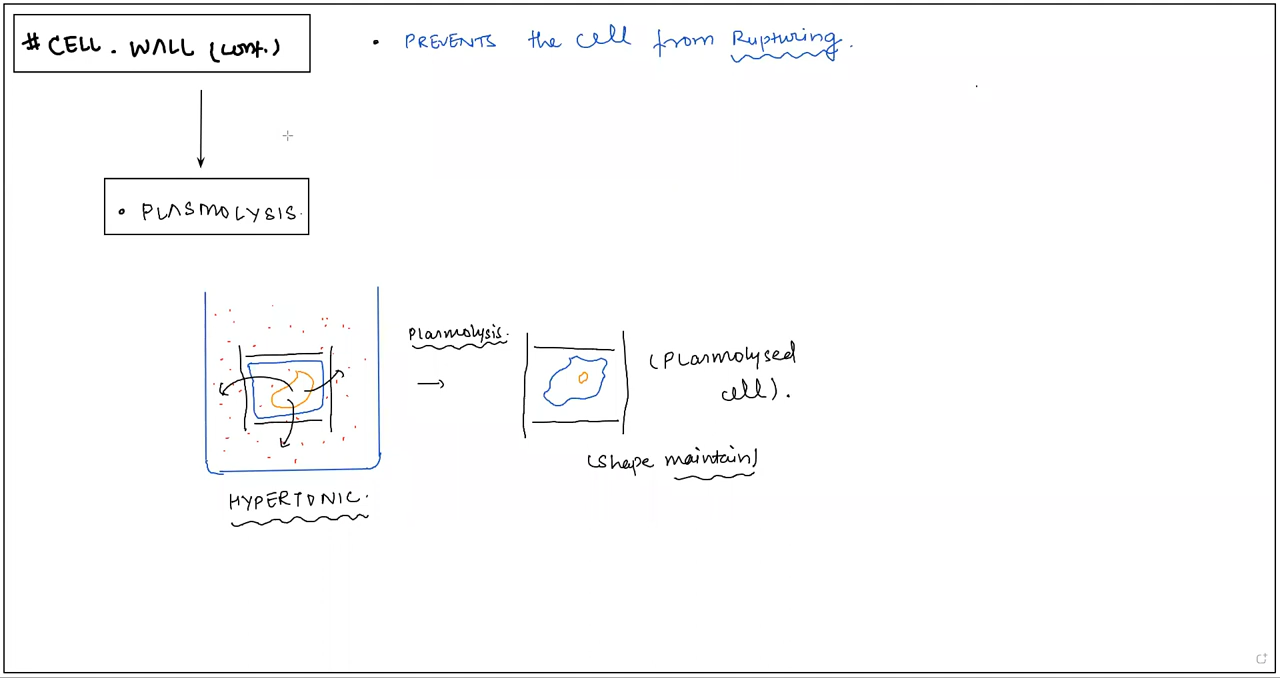 # CELL. WALL (cont.)
• PREVENTS the cell from Rupturing.
• PLASMOLYSIS.
Plasmolysis.
(Plasmolysed
cell).
(shape maintain)
HYPERTONIC.